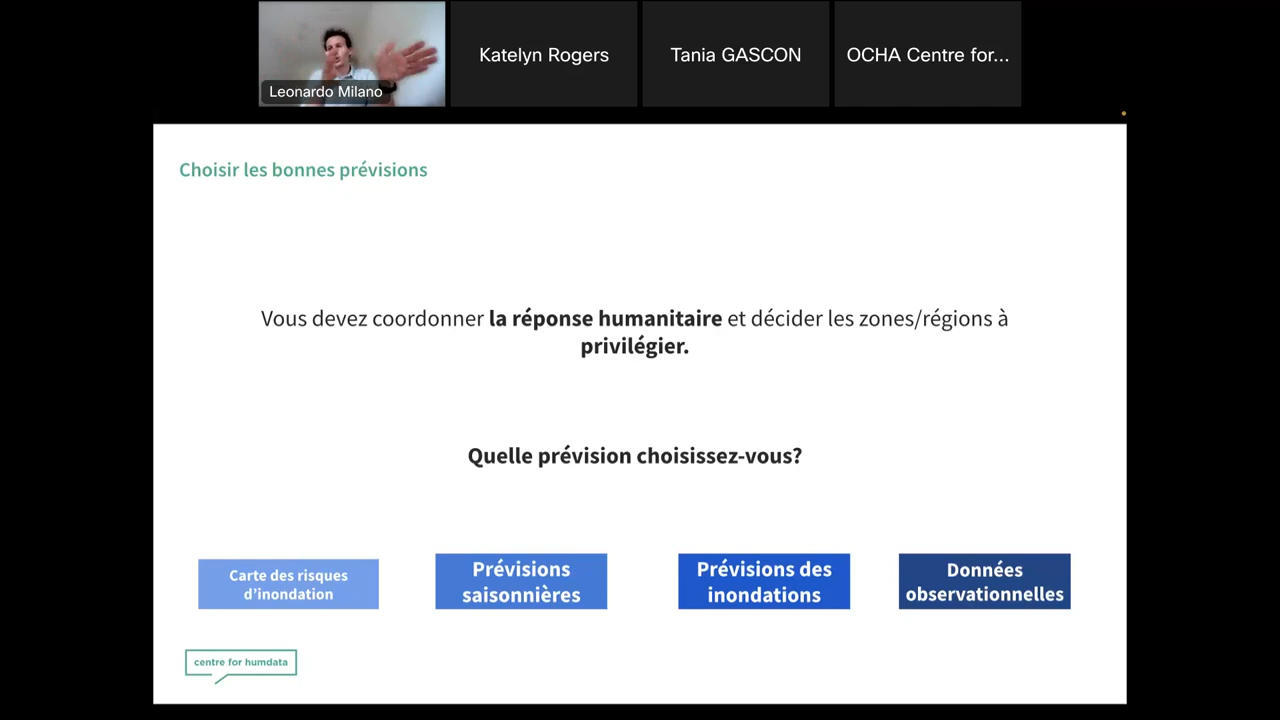 Leonardo Milano
Katelyn Rogers
Tania GASCON
OCHA Centre for...
Choisir les bonnes prévisions
Vous devez coordonner la réponse humanitaire et décider les zones/régions à
privilégier.
Quelle prévision choisissez-vous?
Carte des risques
d'inondation
Prévisions
saisonnières
Prévisions des
inondations
Données
observationnelles
centre for humdata